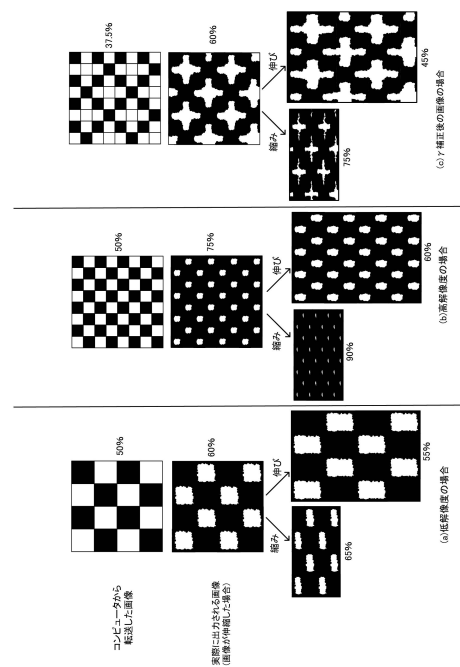 コンピュータから
転送した画像
実際に出力される画像
(画像が伸縮した場合)
50%
60%
縮み
伸び
65%
55%
(a)低解像度の場合
50%
75%
縮み
伸び
90%
60%
(b)高解像度の場合
37.5%
60%
縮み
伸び
75%
45%
(c)γ補正後の画像の場合